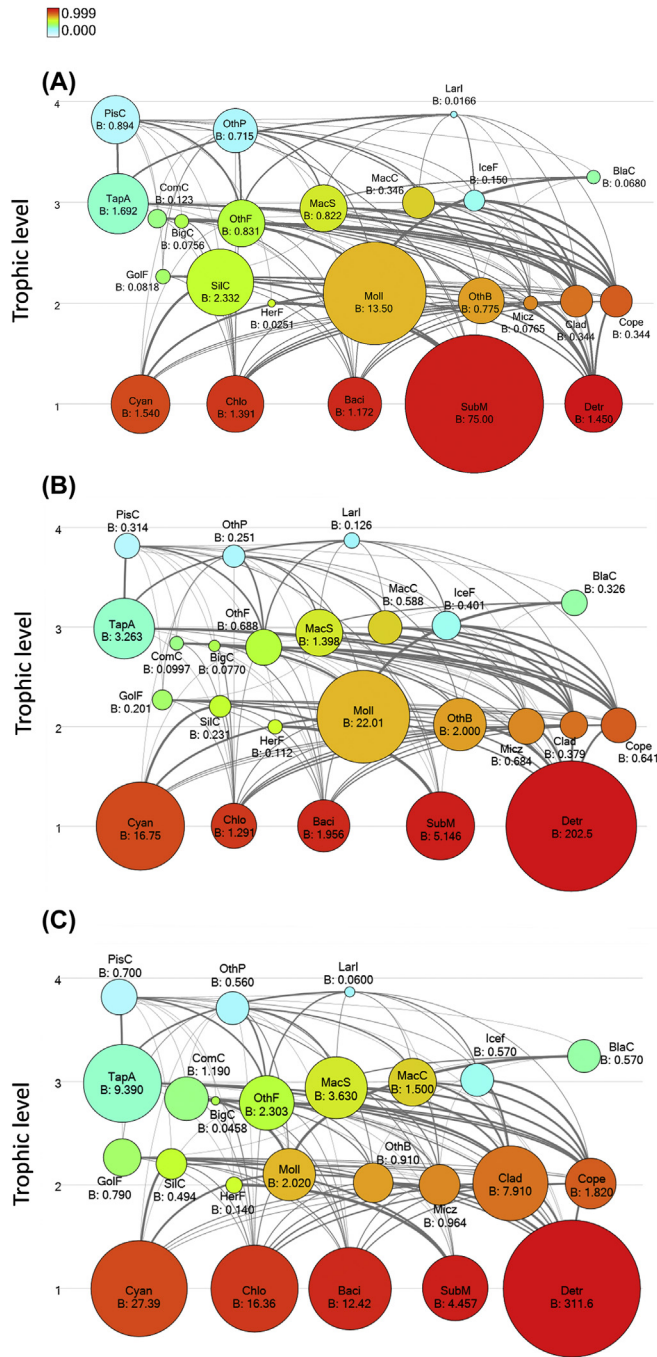 0.999
0.000
(A)
Trophic level
4
3
2
1
PisC
B: 0.894
OthP
B: 0.715
LarI
B: 0.0166
TapA
B: 1.692
ComC
B: 0.123
BigC
B: 0.0756
OthF
B: 0.831
MacS
B: 0.822
MacC
B: 0.346
IceF
B: 0.150
BlaC
B: 0.0680
GolF
B: 0.0818
SilC
B: 2.332
HerF
B: 0.0251
Moll
B: 13.50
OthB
B: 0.775
Micz
B: 0.0765
Clad
B: 0.344
Cope
B: 0.344
Cyan
B: 1.540
Chlo
B: 1.391
Baci
B: 1.172
SubM
B: 75.00
Detr
B: 1.450
(B)
Trophic level
4
3
2
1
PisC
B: 0.314
OthP
B: 0.251
LarI
B: 0.126
TapA
B: 3.263
ComC
B: 0.0997
BigC
B: 0.0770
OthF
B: 0.688
MacS
B: 1.398
MacC
B: 0.588
IceF
B: 0.401
BlaC
B: 0.326
GolF
B: 0.201
SilC
B: 0.231
HerF
B: 0.112
Moll
B: 22.01
OthB
B: 2.000
Micz
B: 0.684
Clad
B: 0.379
Cope
B: 0.641
Cyan
B: 16.75
Chlo
B: 1.291
Baci
B: 1.956
SubM
B: 5.146
Detr
B: 202.5
(C)
Trophic level
4
3
2
1
PisC
B: 0.700
OthP
B: 0.560
LarI
B: 0.0600
TapA
B: 9.390
ComC
B: 1.190
BigC
B: 0.0458
OthF
B: 2.303
MacS
B: 3.630
MacC
B: 1.500
Icef
B: 0.570
BlaC
B: 0.570
GolF
B: 0.790
SilC
B: 0.494
HerF
B: 0.140
Moll
B: 2.020
OthB
B: 0.910
Micz
B: 0.964
Clad
B: 7.910
Cope
B: 1.820
Cyan
B: 27.39
Chlo
B: 16.36
Baci
B: 12.42
SubM
B: 4.457
Detr
B: 311.6